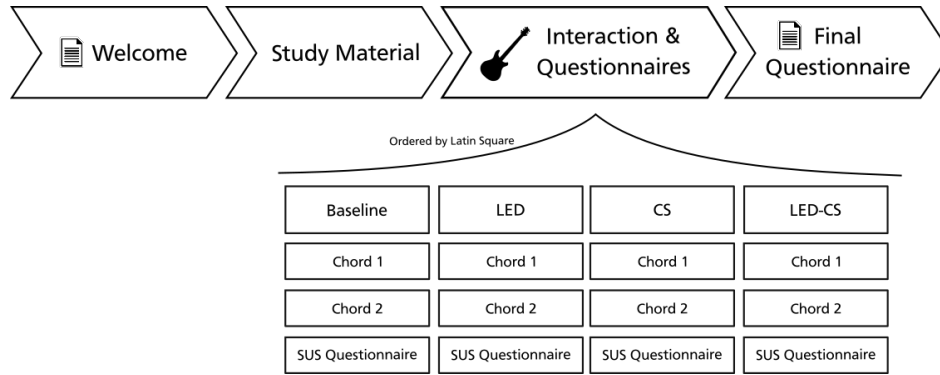 Welcome
Study Material
Interaction &
Questionnaires
Final
Questionnaire
Ordered by Latin Square
Baseline
LED
CS
LED-CS
Chord 1
Chord 1
Chord 1
Chord 1
Chord 2
Chord 2
Chord 2
Chord 2
SUS Questionnaire
SUS Questionnaire
SUS Questionnaire
SUS Questionnaire